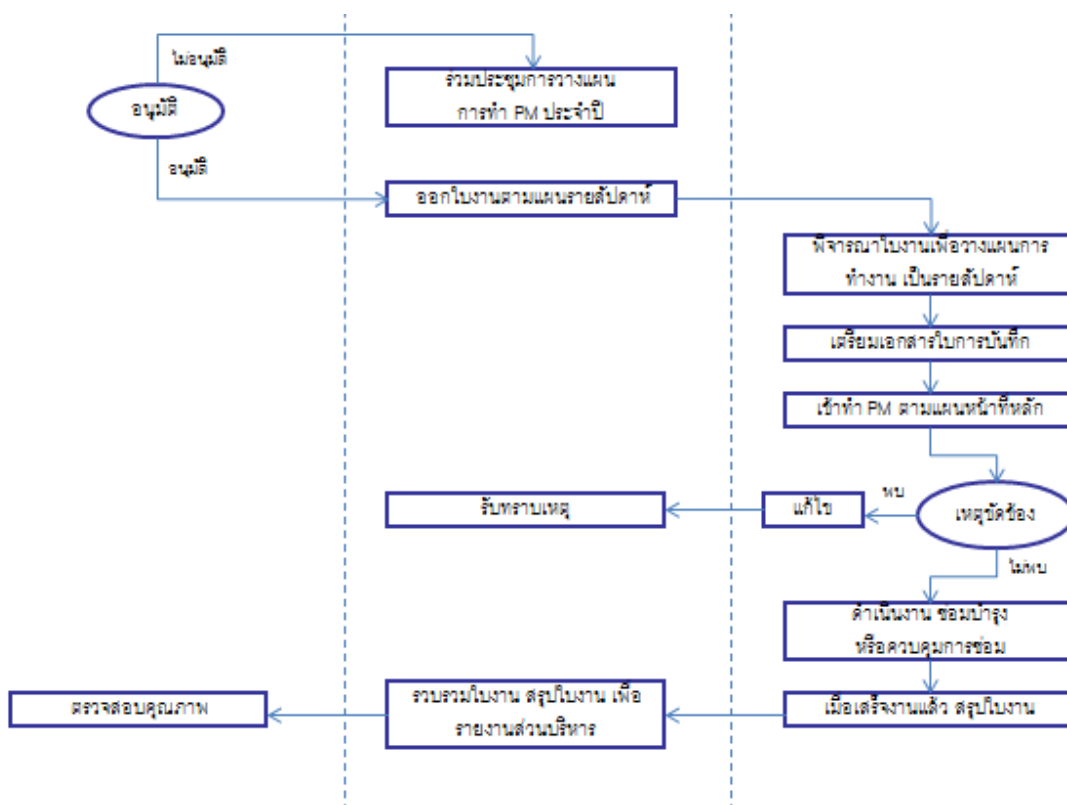 ไม่อนุมัติ
อนุมัติ
ร่วมประชุมการวางแผน
การทำ PM ประจำปี
อนุมัติ
ออกใบงานตามแผนรายสัปดาห์
พิจารณาใบงานเพื่อวางแผนการ
ทำงาน เป็นรายสัปดาห์
เตรียมเอกสารใบการบันทึก
เข้าทำ PM ตามแผนหน้าที่หลัก
รับทราบเหตุ
แก้ไข
พบ
เหตุขัดข้อง
ไม่พบ
ดำเนินงาน ซ่อมบำรุง
หรือควบคุมการซ่อม
ตรวจสอบคุณภาพ
รวบรวมใบงาน สรุปใบงาน เพื่อ
รายงานส่วนบริหาร
เมื่อเสร็จงานแล้ว สรุปใบงาน